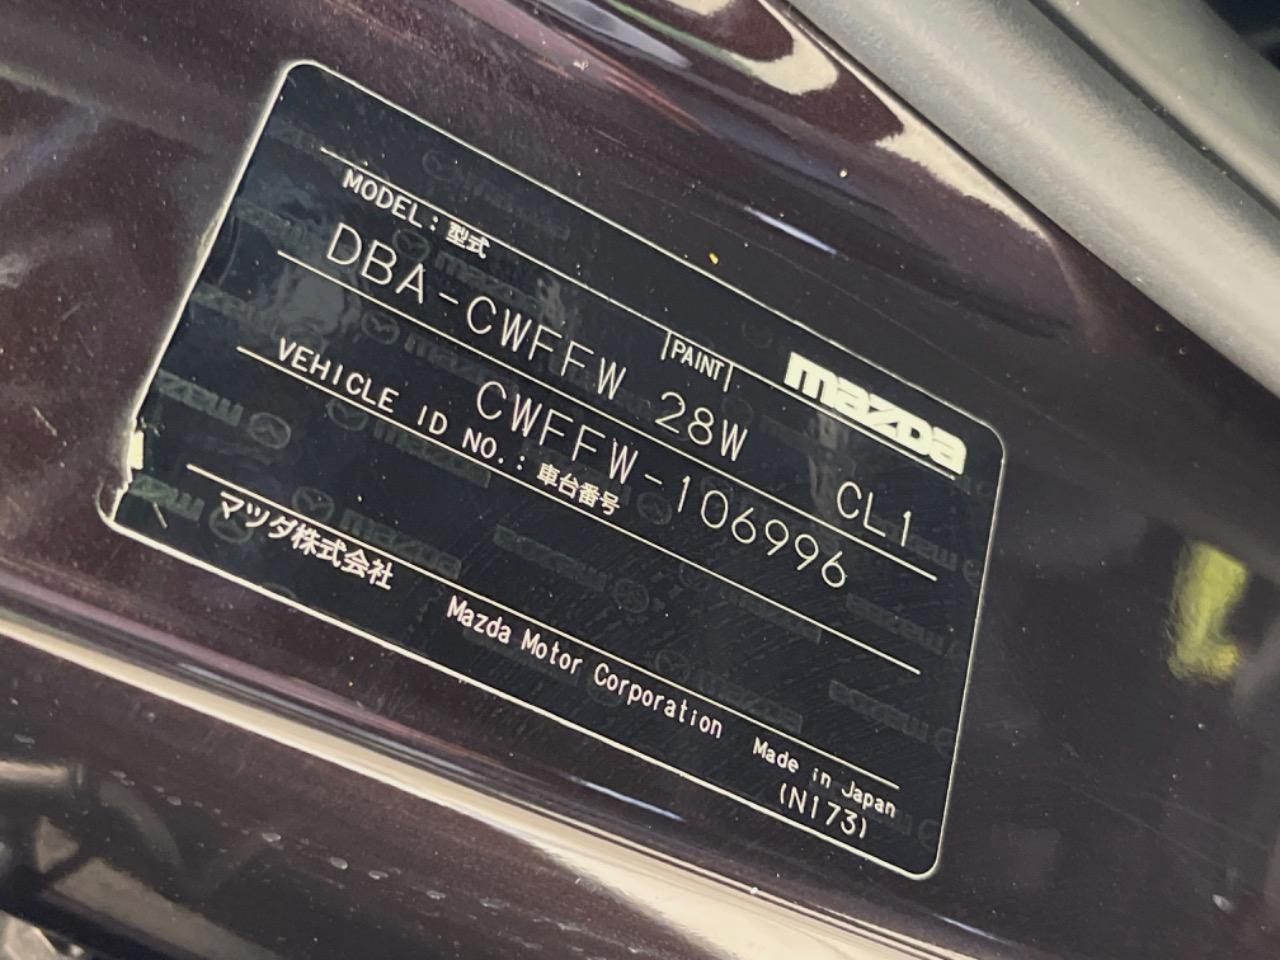 mazda
MODEL: 型式
PAINT
DBA-CWFFW 28W CL1
CWFFW-106996
VEHICLE ID NO.: 車台番号
マツダ株式会社 Mazda Motor Corporation Made in Japan
(N173)